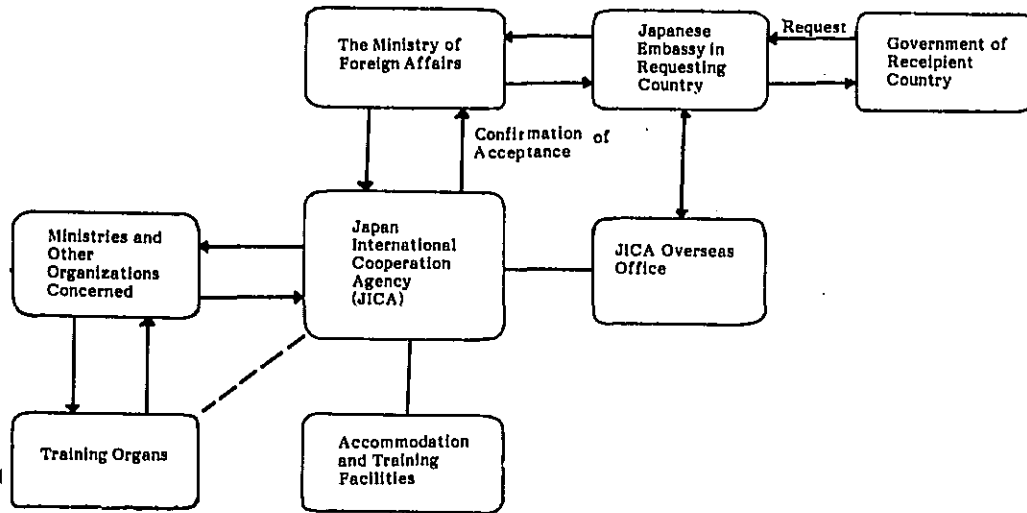 The Ministry of
Foreign Affairs
Japanese
Embassy in
Requesting
Country
Request
Government of
Receipient
Country
Confirmation of
Acceptance
Ministries and
Other
Organizations
Concerned
Japan
International
Cooperation
Agency
(JICA)
JICA Overseas
Office
Training Organs
Accommodation
and Training
Facilities